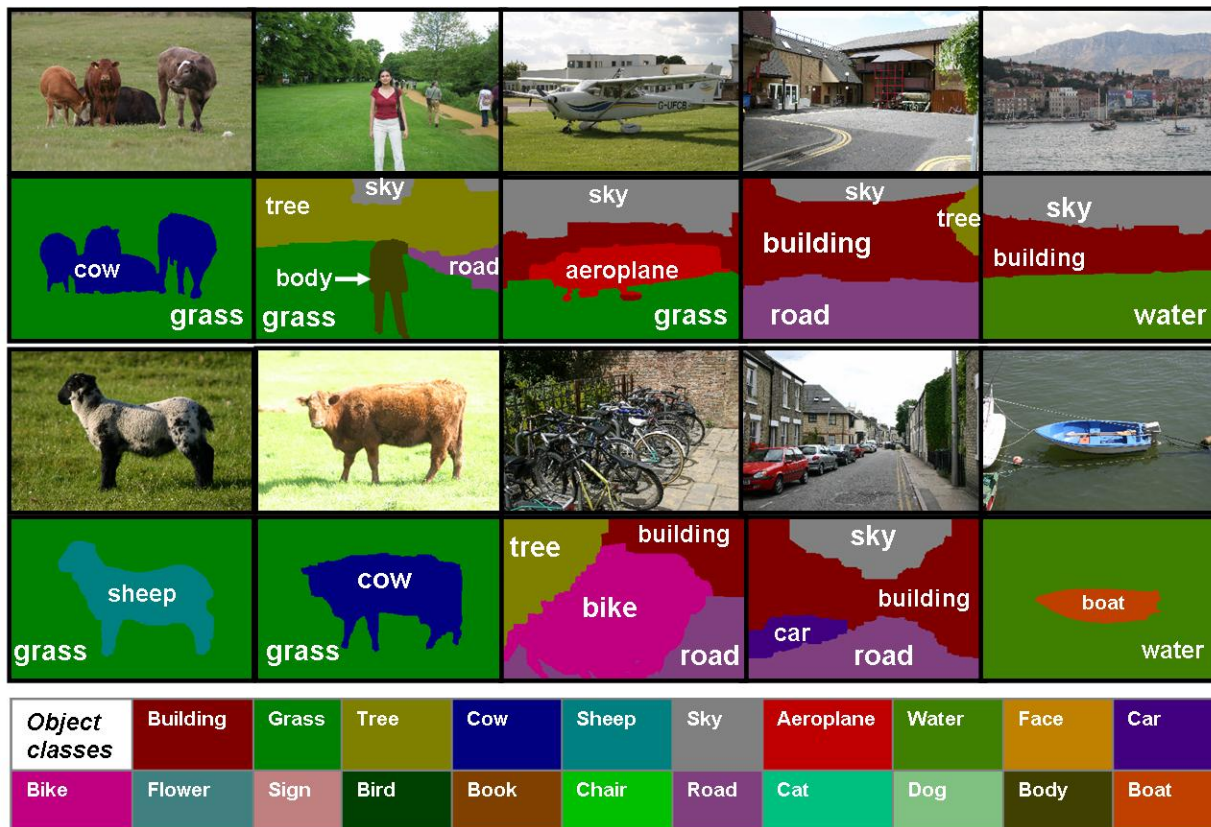 G-UFCB
sky
tree
body
road
grass
cow
grass
sky
aeroplane
grass
sky
tree
building
road
sky
building
water
sheep
grass
cow
grass
tree
building
bike
road
sky
building
car
road
boat
water
Object classes
Building
Grass
Tree
Cow
Sheep
Sky
Aeroplane
Water
Face
Car
Bike
Flower
Sign
Bird
Book
Chair
Road
Cat
Dog
Body
Boat